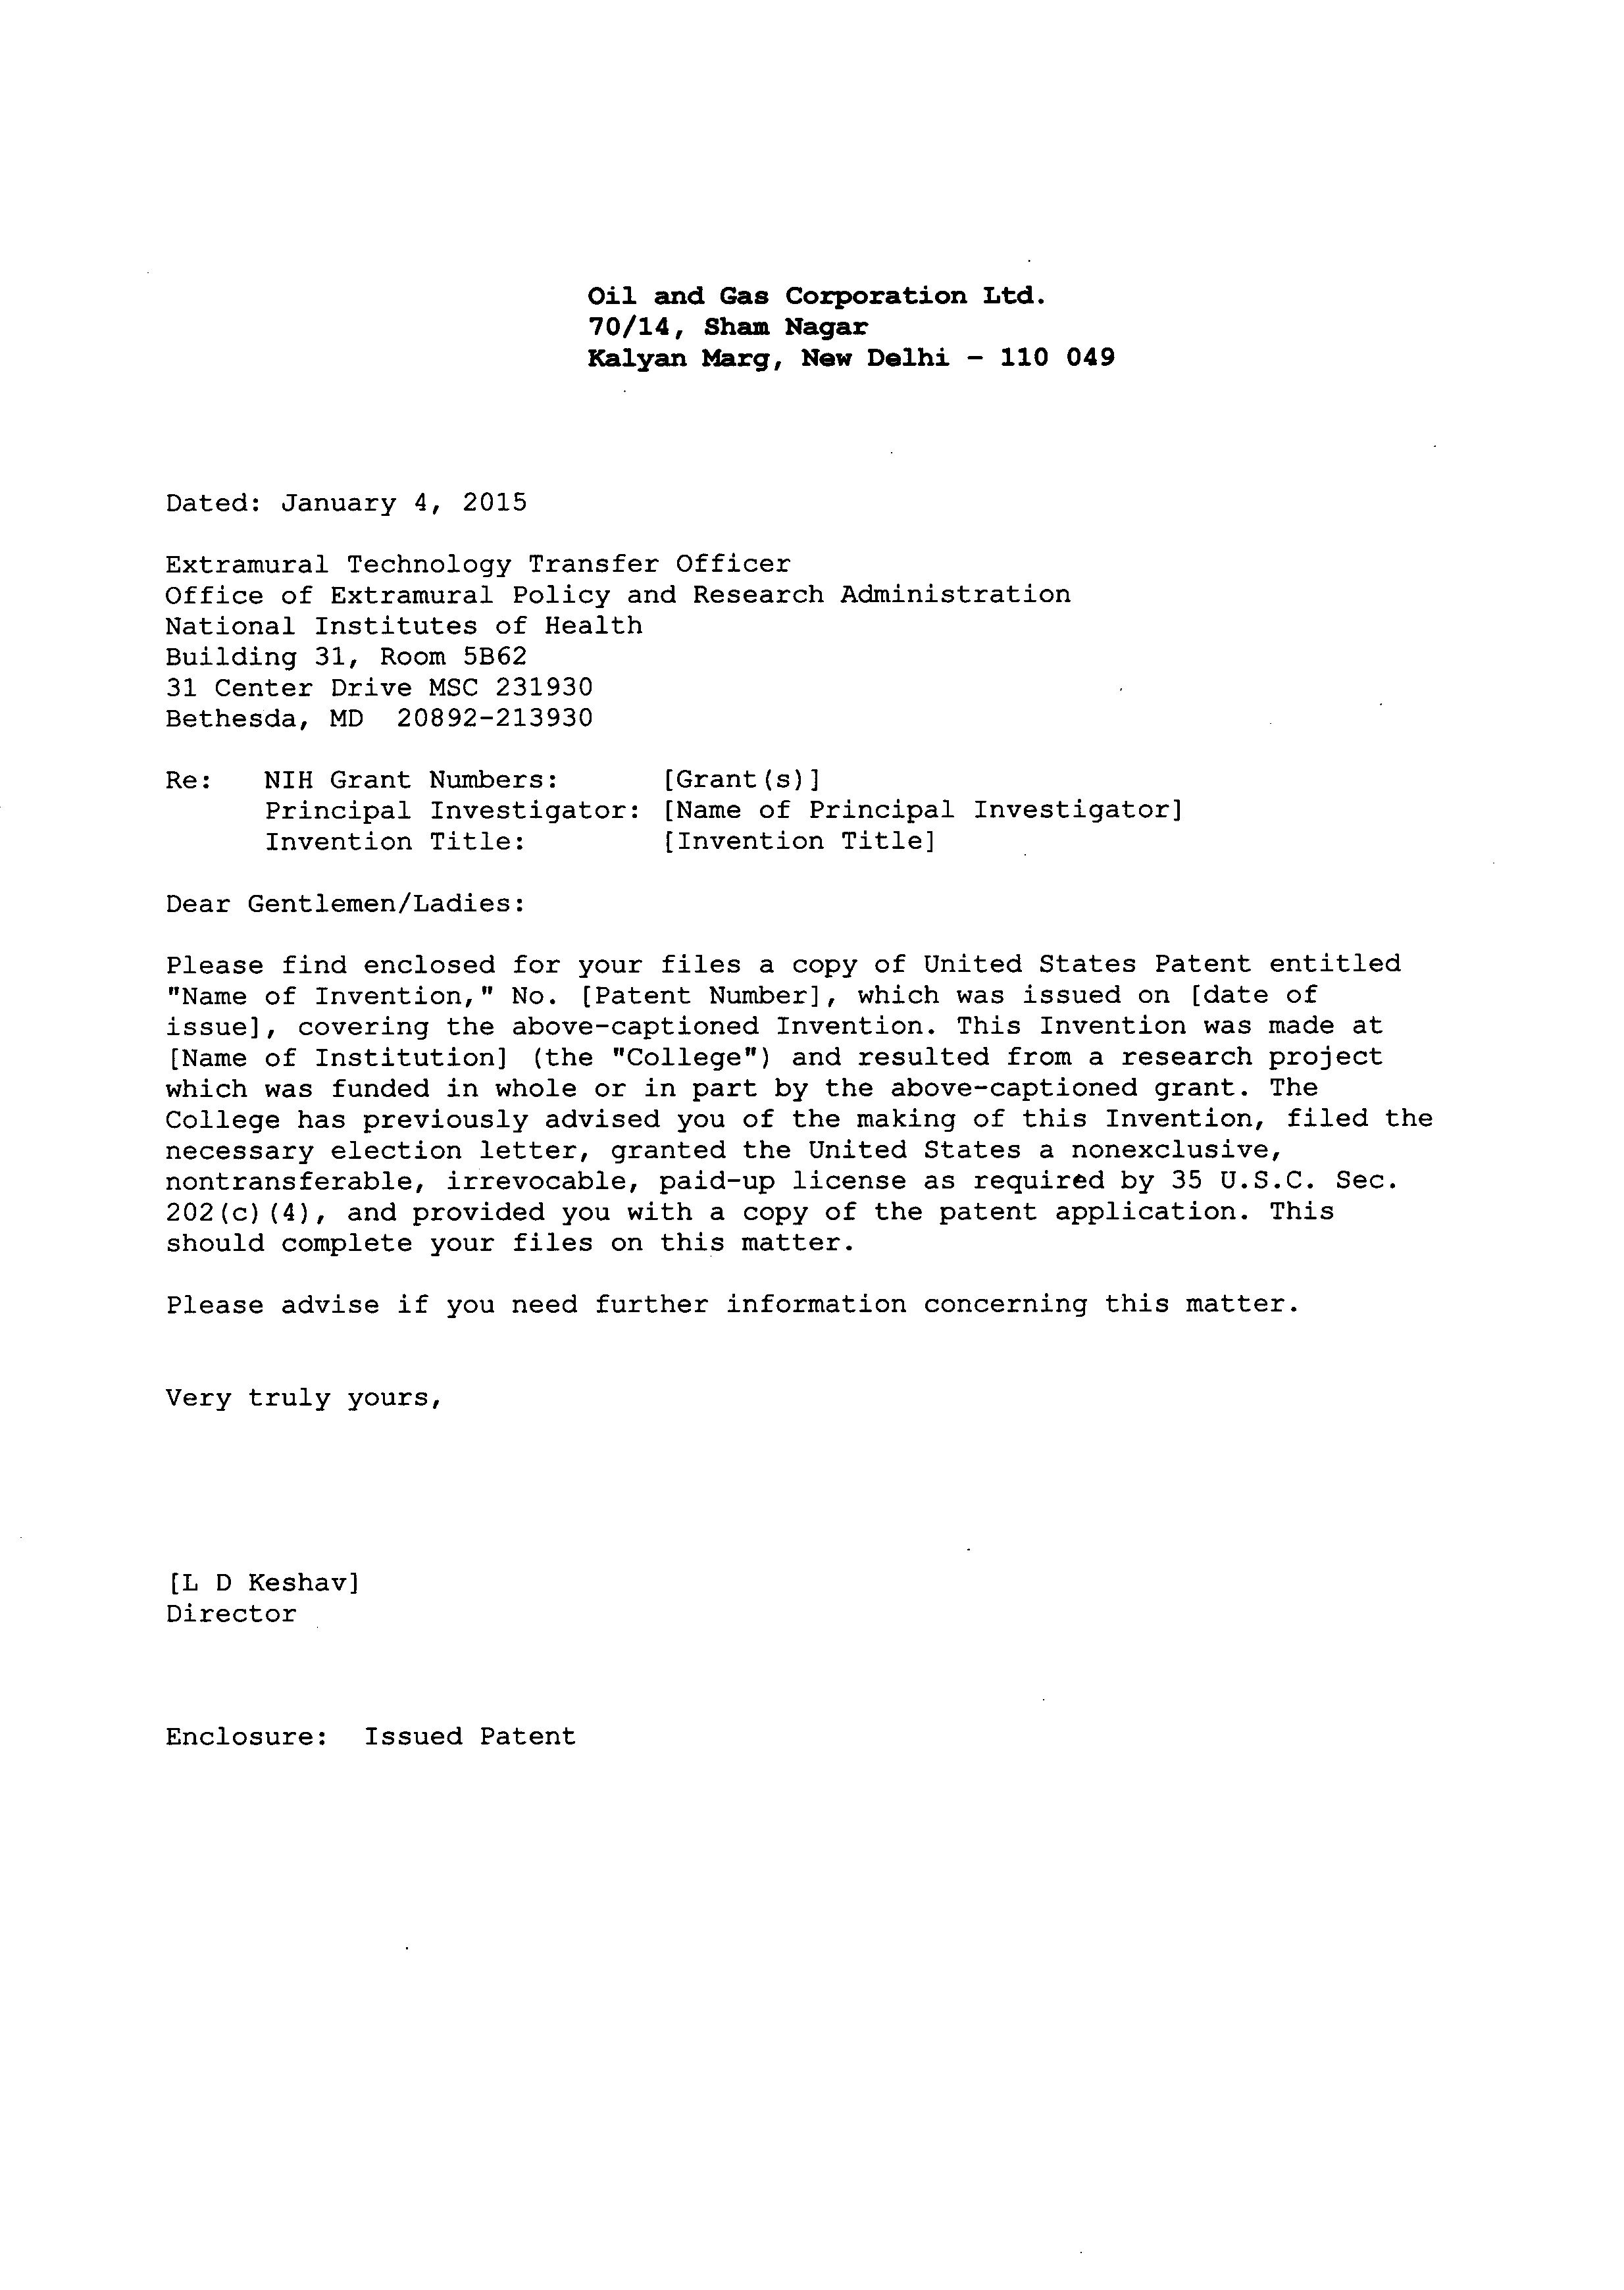 Oil and Gas Corporation Ltd.
70/14, Sham Nagar
Kalyan Marg, New Delhi - 110 049
Dated: January 4, 2015
Extramural Technology Transfer Officer
Office of Extramural Policy and Research Administration
National Institutes of Health
Building 31, Room 5B62
31 Center Drive MSC 231930
Bethesda, MD 20892-213930
Re: NIH Grant Numbers: [Grant(s)]
Principal Investigator: [Name of Principal Investigator]
Invention Title: [Invention Title]
Dear Gentlemen/Ladies:
Please find enclosed for your files a copy of United States Patent entitled
"Name of Invention," No. [Patent Number], which was issued on [date of
issue], covering the above-captioned Invention. This Invention was made at
[Name of Institution] (the "College") and resulted from a research project
which was funded in whole or in part by the above-captioned grant. The
College has previously advised you of the making of this Invention, filed the
necessary election letter, granted the United States a nonexclusive,
nontransferable, irrevocable, paid-up license as required by 35 U.S.C. Sec.
202(c)(4), and provided you with a copy of the patent application. This
should complete your files on this matter.
Please advise if you need further information concerning this matter.
Very truly yours,
[L D Keshav]
Director
Enclosure: Issued Patent